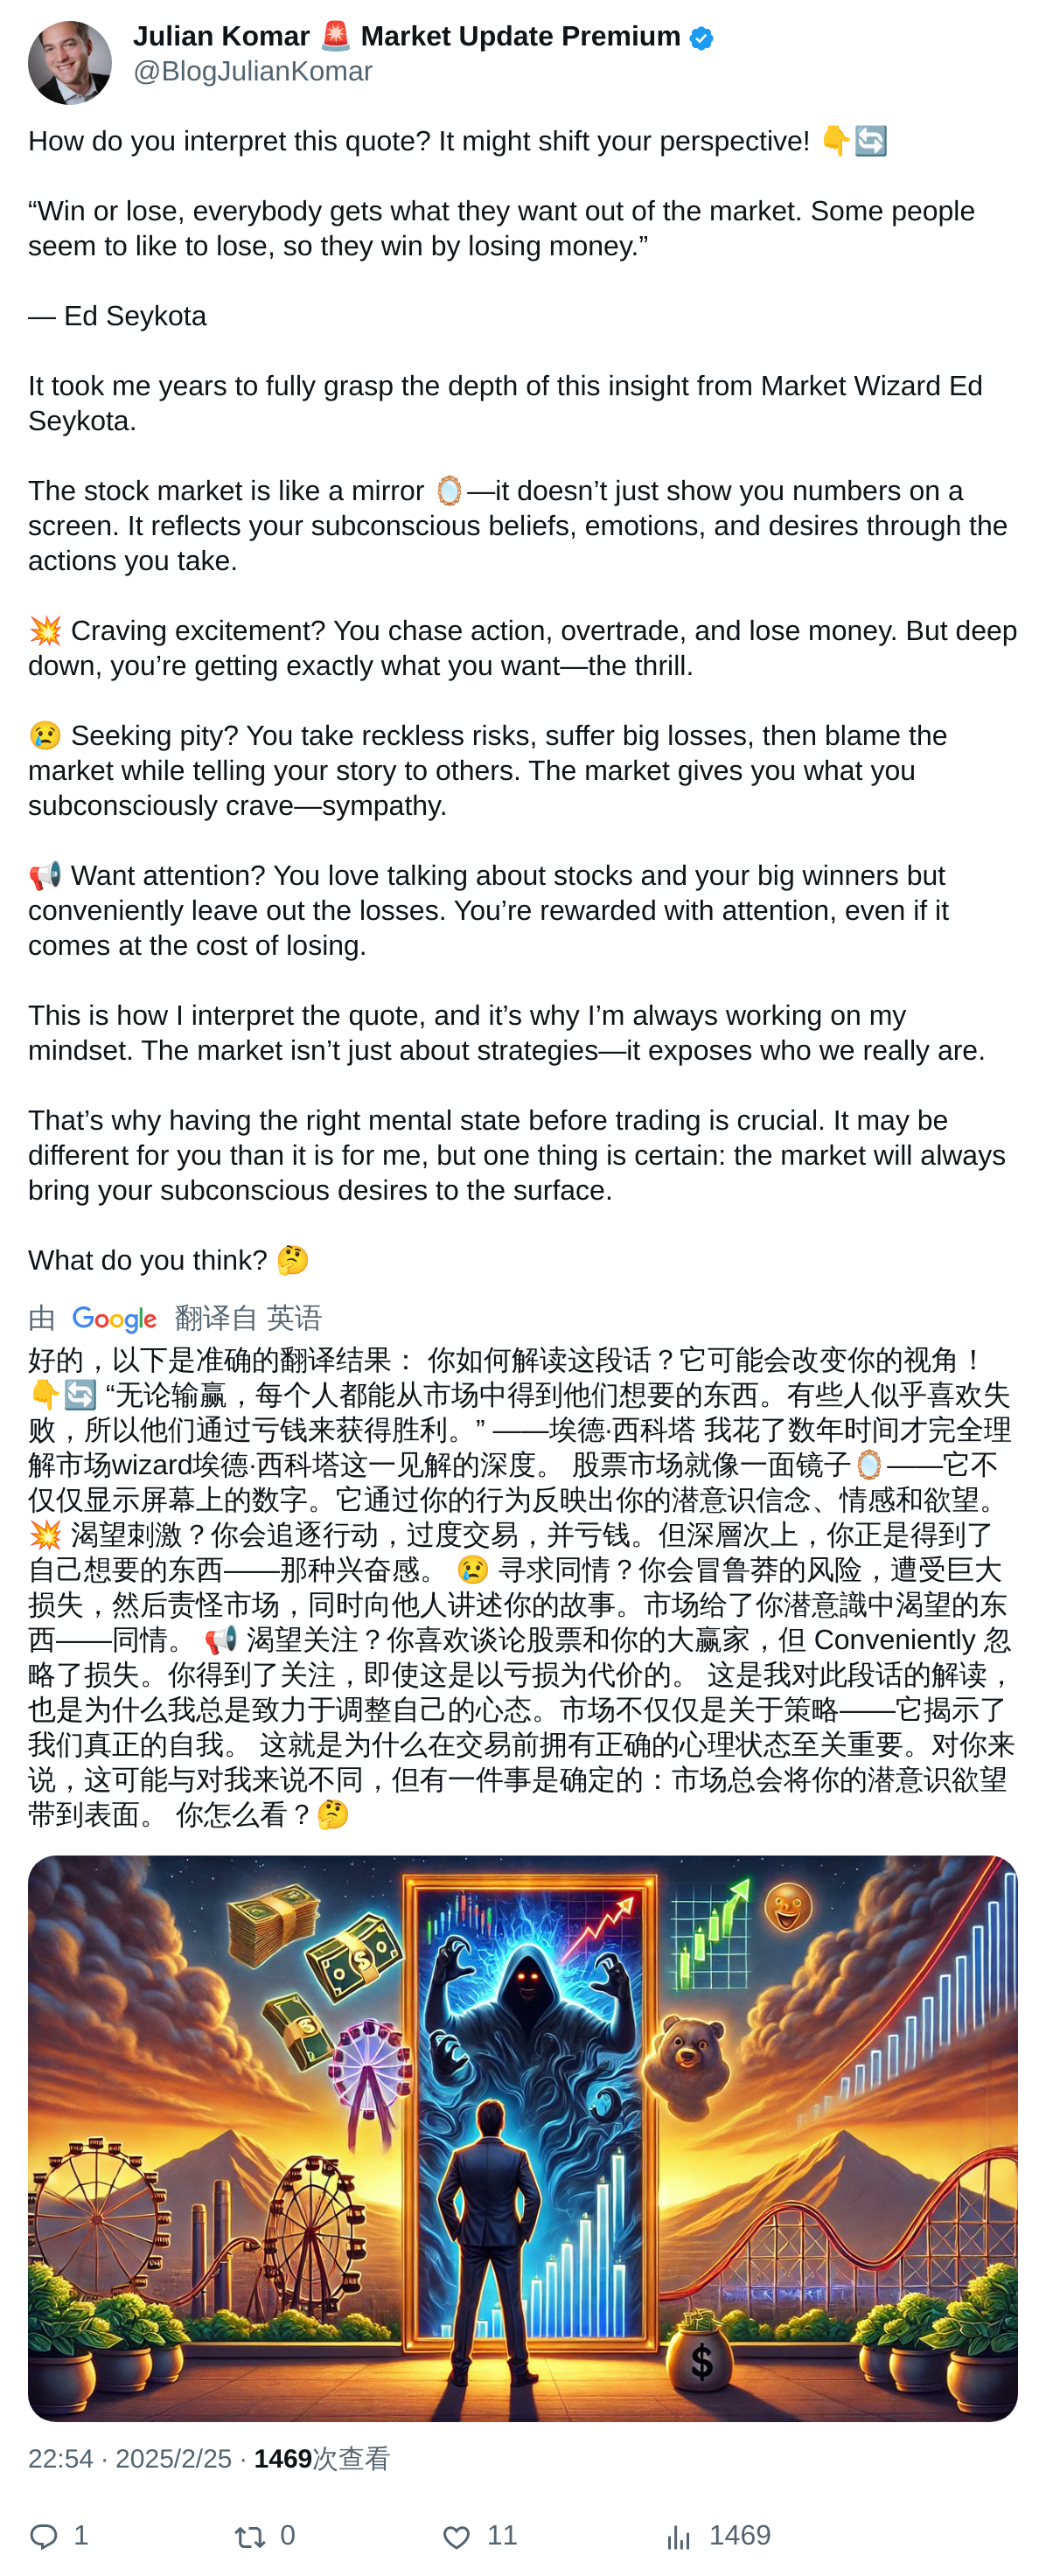 Julian Komar 🚨 Market Update Premium
@BlogJulianKomar
How do you interpret this quote? It might shift your perspective! 👇🔄
“Win or lose, everybody gets what they want out of the market. Some people
seem to like to lose, so they win by losing money.”
— Ed Seykota
It took me years to fully grasp the depth of this insight from Market Wizard Ed
Seykota.
The stock market is like a mirror 🪞—it doesn’t just show you numbers on a
screen. It reflects your subconscious beliefs, emotions, and desires through the
actions you take.
💥 Craving excitement? You chase action, overtrade, and lose money. But deep
down, you’re getting exactly what you want—the thrill.
😢 Seeking pity? You take reckless risks, suffer big losses, then blame the
market while telling your story to others. The market gives you what you
subconsciously crave—sympathy.
📢 Want attention? You love talking about stocks and your big winners but
conveniently leave out the losses. You’re rewarded with attention, even if it
comes at the cost of losing.
This is how I interpret the quote, and it’s why I’m always working on my
mindset. The market isn’t just about strategies—it exposes who we really are.
That’s why having the right mental state before trading is crucial. It may be
different for you than it is for me, but one thing is certain: the market will always
bring your subconscious desires to the surface.
What do you think? 🤔
由 Google 翻译自 英语
好的，以下是准确的翻译结果： 你如何解读这段话？它可能会改变你的视角！
👇🔄 “无论输赢，每个人都能从市场中得到他们想要的东西。有些人似乎喜欢失
败，所以他们通过亏钱来获得胜利。” ——埃德·西科塔 我花了数年时间才完全理
解市场wizard埃德·西科塔这一见解的深度。 股票市场就像一面镜子🪞——它不
仅仅显示屏幕上的数字。它通过你的行为反映出你的潜意识信念、情感和欲望。
💥 渴望刺激？你会追逐行动，过度交易，并亏钱。但深層次上，你正是得到了
自己想要的东西——那种兴奋感。 😢 寻求同情？你会冒鲁莽的风险，遭受巨大
损失，然后责怪市场，同时向他人讲述你的故事。市场给了你潜意識中渴望的东
西——同情。 📢 渴望关注？你喜欢谈论股票和你的大赢家，但 Conveniently 忽
略了损失。你得到了关注，即使这是以亏损为代价的。 这是我对此段话的解读，
也是为什么我总是致力于调整自己的心态。市场不仅仅是关于策略——它揭示了
我们真正的自我。 这就是为什么在交易前拥有正确的心理状态至关重要。对你来
说，这可能与对我来说不同，但有一件事是确定的：市场总会将你的潜意识欲望
带到表面。 你怎么看？🤔
$
$
$
22:54 · 2025/2/25 · 1469次查看
1 0 11 1469